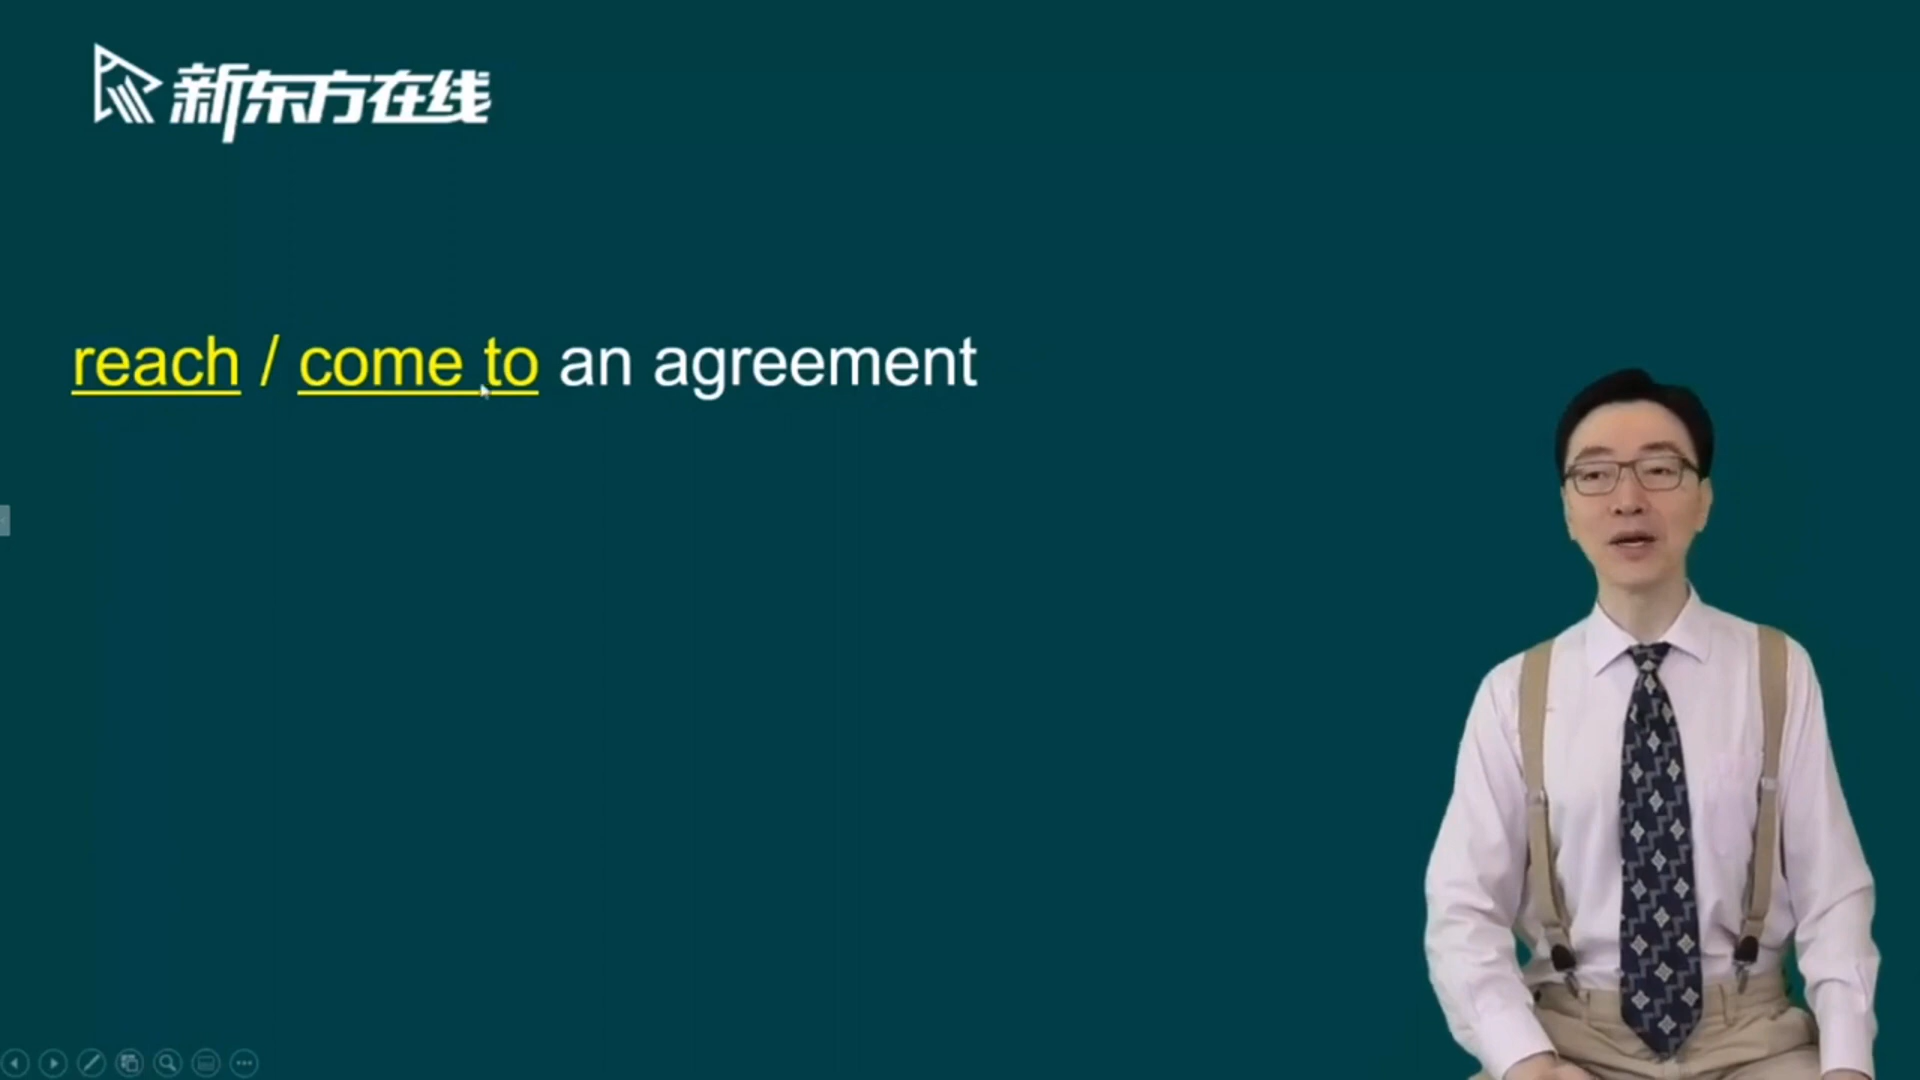 新东方在线
reach / come to an agreement